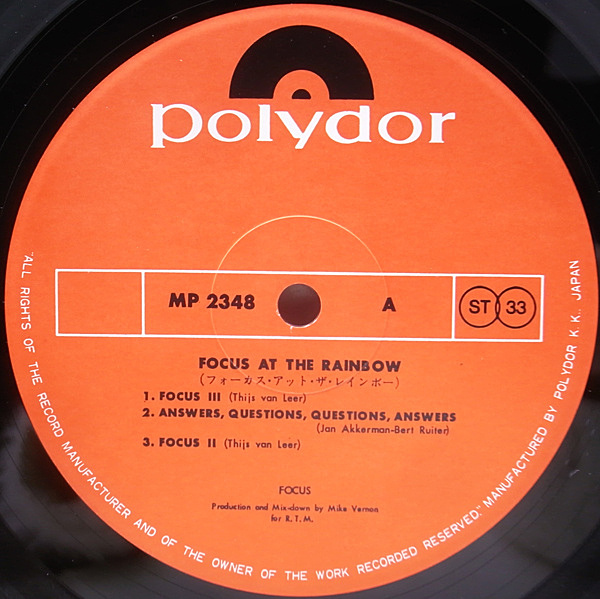 polydor
MP 2348
A
ST 33
FOCUS AT THE RAINBOW
(フォーカス・アット・ザ・レインボー)
1. FOCUS III (Thijs van Leer)
2. ANSWERS, QUESTIONS, QUESTIONS, ANSWERS
(Jan Akkerman-Bert Ruiter)
3. FOCUS II (Thijs van Leer)
FOCUS
Production and Mix-down by Mike Vernon
for R.T.M.
"ALL RIGHTS OF THE RECORD MANUFACTURER AND OF THE OWNER OF THE WORK RECORDED RESERVED." MANUFACTURED BY POLYDOR K.K., JAPAN